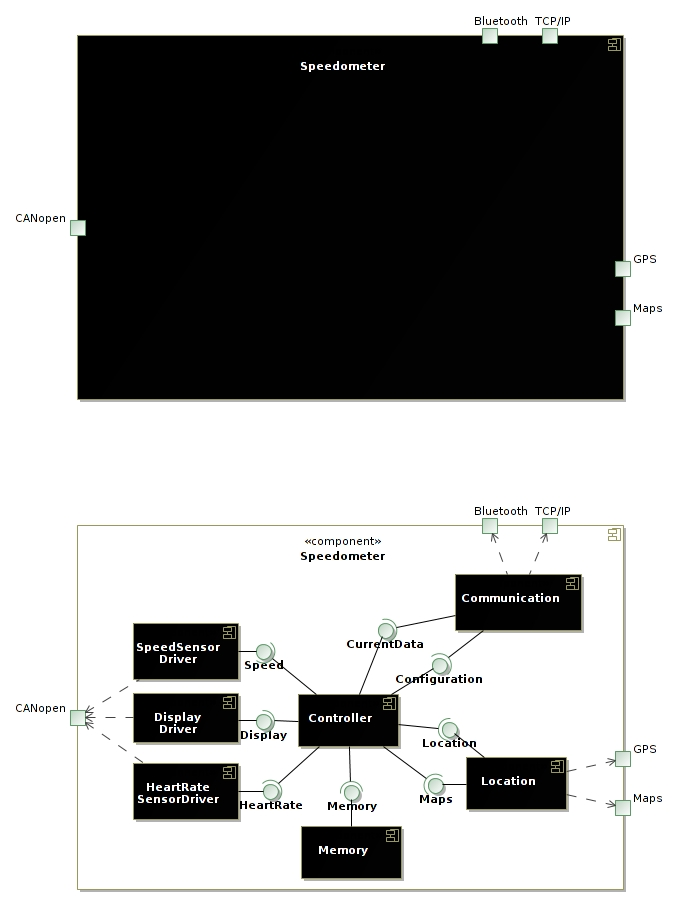 Bluetooth TCP/IP
Speedometer
CANopen
GPS
Maps
Bluetooth TCP/IP
«component»
Speedometer
Communication
SpeedSensor
Driver
CurrentData
Speed
Configuration
CANopen
Display
Driver
Controller
Display
Location
GPS
HeartRate
SensorDriver
Location
HeartRate
Memory
Maps
Maps
Memory